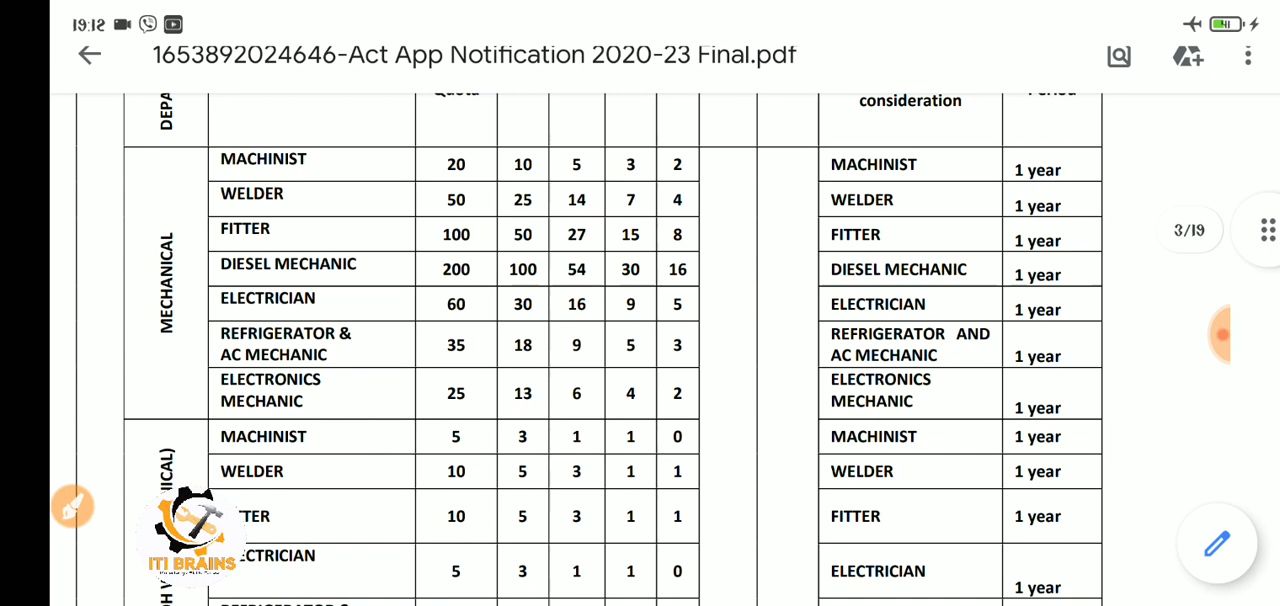 19:12
41
1653892024646-Act App Notification 2020-23 Final.pdf
consideration
MACHINIST 20 10 5 3 2 MACHINIST 1 year
WELDER 50 25 14 7 4 WELDER 1 year
FITTER 100 50 27 15 8 FITTER 1 year
DIESEL MECHANIC 200 100 54 30 16 DIESEL MECHANIC 1 year
ELECTRICIAN 60 30 16 9 5 ELECTRICIAN 1 year
REFRIGERATOR & REFRIGERATOR AND
AC MECHANIC 35 18 9 5 3 AC MECHANIC 1 year
ELECTRONICS ELECTRONICS
MECHANIC 25 13 6 4 2 MECHANIC 1 year
MECHANICAL
MACHINIST 5 3 1 1 0 MACHINIST 1 year
WELDER 10 5 3 1 1 WELDER 1 year
TTER 10 5 3 1 1 FITTER 1 year
ECTRICIAN 5 3 1 1 0 ELECTRICIAN 1 year
3/19
ITI BRAINS